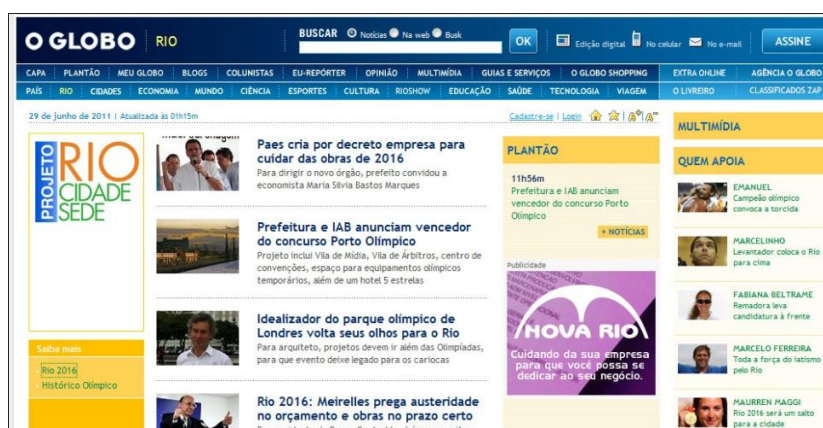 O GLOBO RIO
BUSCAR Notícias Na web Busk
OK
Edição digital No celular No e-mail
ASSINE
CAPA PLANTÃO MEU GLOBO BLOGS COLUNISTAS EU-REPÓRTER OPINIÃO MULTIMÍDIA GUIAS E SERVIÇOS O GLOBO SHOPPING EXTRA ONLINE AGÊNCIA O GLOBO
PAÍS RIO CIDADES ECONOMIA MUNDO CIÊNCIA ESPORTES CULTURA RIOSHOW EDUCAÇÃO SAÚDE TECNOLOGIA VIAGEM O LIVREIRO CLASSIFICADOS ZAP
29 de junho de 2011 | Atualizada às 01h15m
Cadastre-se | Login
PROJETO
RIO
CIDADE
SEDE
Saiba mais
Rio 2016
Histórico Olímpico
Paes cria por decreto empresa para
cuidar das obras de 2016
Para dirigir o novo órgão, prefeito convidou a
economista Maria Silvia Bastos Marques
Prefeitura e IAB anunciam vencedor
do concurso Porto Olímpico
Projeto inclui Vila de Mídia, Vila de Árbitros, centro de
convenções, espaço para equipamentos olímpicos
temporários, além de um hotel 5 estrelas
Idealizador do parque olímpico de
Londres volta seus olhos para o Rio
Para arquiteto, projetos devem ir além das Olimpíadas,
para que evento deixe legado para os cariocas
Rio 2016: Meirelles prega austeridade
no orçamento e obras no prazo certo
PLANTÃO
11h56m
Prefeitura e IAB anunciam
vencedor do concurso Porto
Olímpico
+ NOTÍCIAS
Publicidade
NOVA RIO
Cuidando da sua empresa
para que você possa se
dedicar ao seu negócio.
MULTIMÍDIA
QUEM APOIA
EMANUEL
Campeão olímpico
convoca a torcida
MARCELINHO
Levantador coloca o Rio
para cima
FABIANA BELTRAME
Remadora leva
candidatura à frente
MARCELO FERREIRA
Toda a força do iatismo
pelo Rio
MAURREN MAGGI
Rio 2016 será um salto
para a cidade